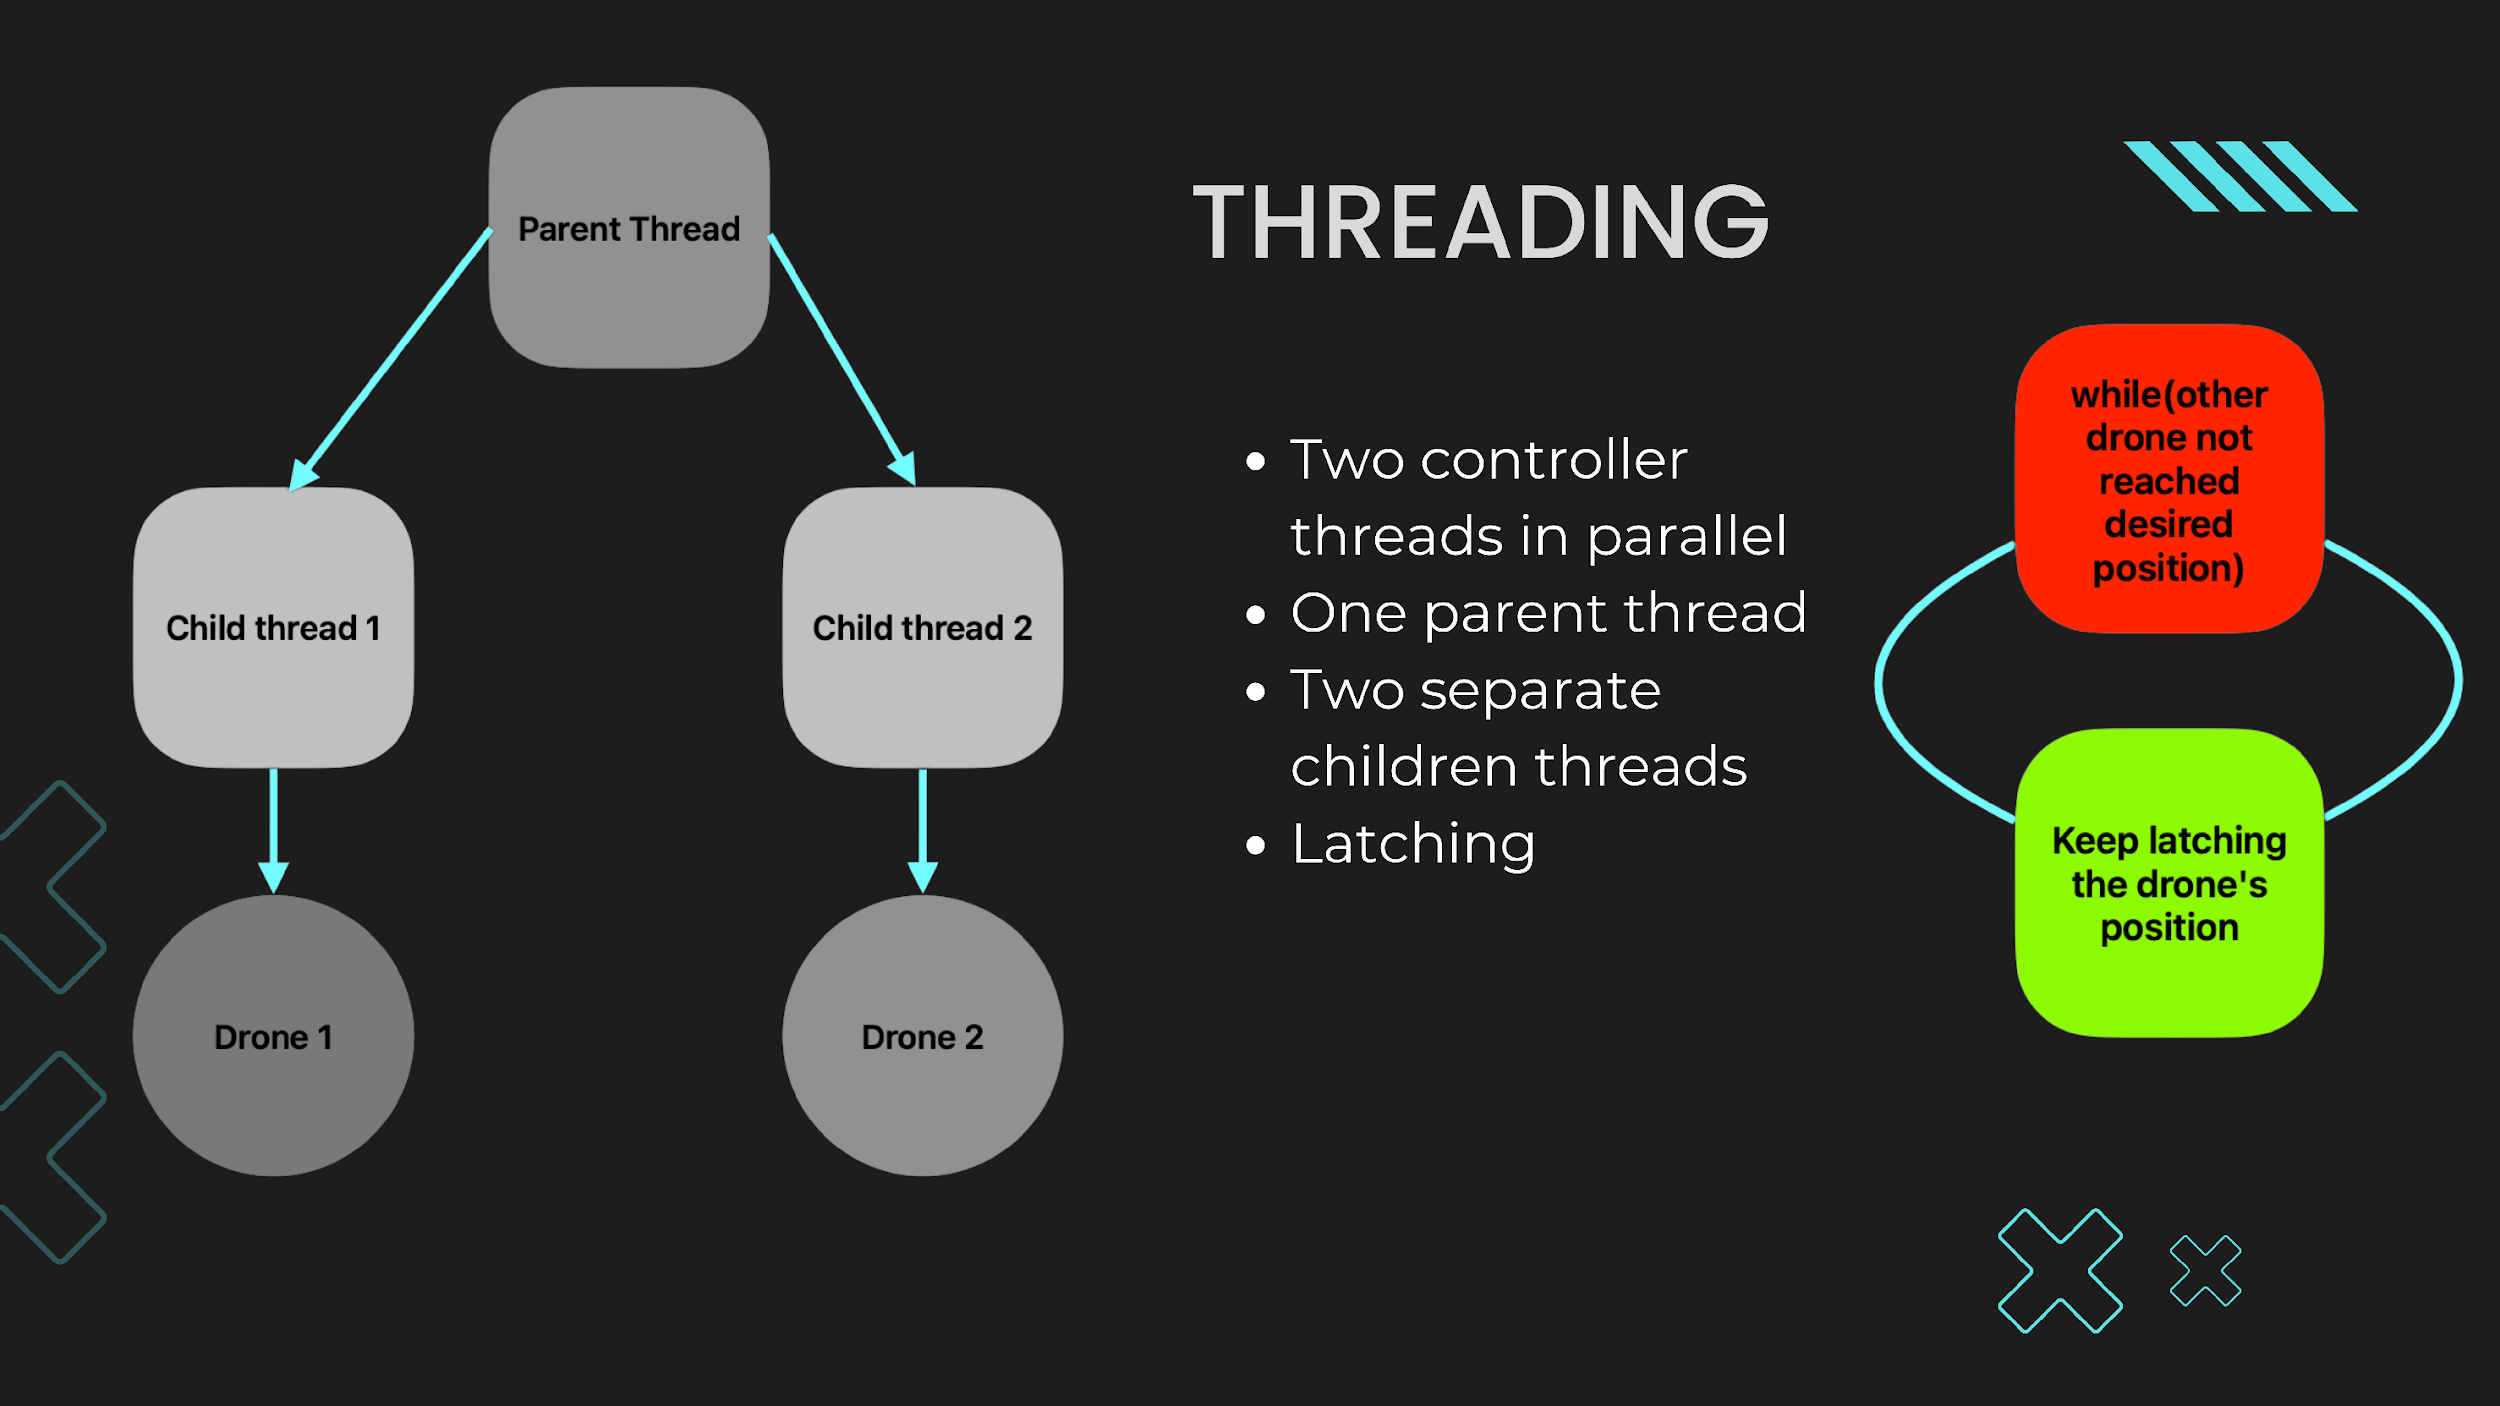 Parent Thread
Child thread 1
Child thread 2
Drone 1
Drone 2
THREADING
• Two controller
threads in parallel
• One parent thread
• Two separate
children threads
• Latching
while(other
drone not
reached
desired
position)
Keep latching
the drone's
position